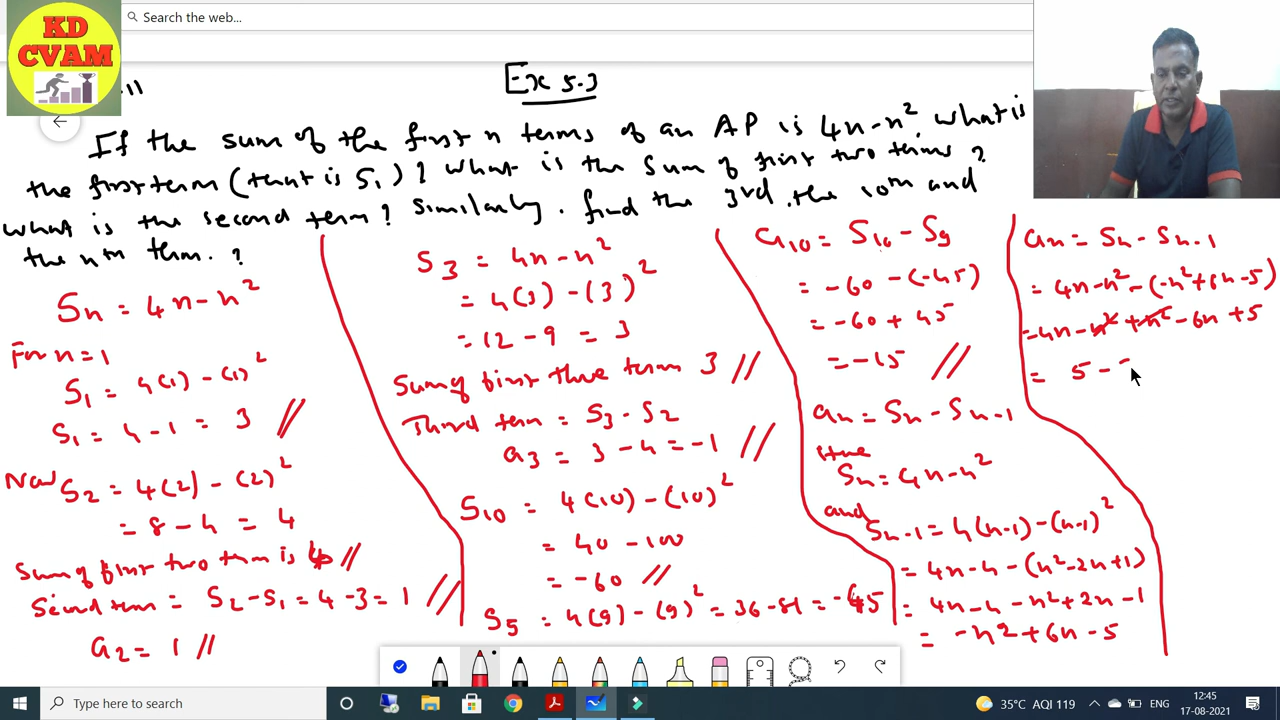 Search the web...
KD
CVAM
11
Ex 5.3
If the sum of the first n terms of an AP is 4n-n². what is
the first term (that is S₁)? what is the sum of first two terms?
what is the second term? similarly. find the 3rd, the 10th and
the nth term.?
Sn = 4n-n²
For n=1
S₁ = 4(1) - (1)²
S₁ = 4-1 = 3 //
Now S₂ = 4(2) - (2)²
= 8-4 = 4
Sum of first two term is 4 //
Second term = S₂-S₁ = 4-3 = 1 //
a₂ = 1 //
S₃ = 4n-n²
= 4(3) - (3)²
= 12-9 = 3
Sum of first three term 3 //
Third term = S₃ - S₂
a₃ = 3-4 = -1 //
S₁₀ = 4(10) - (10)²
= 40-100
= -60 //
S₅ = 4(9) - (9)² = 36-81 = -45
a₁₀ = S₁₀ - S₉
= -60 - (-45)
= -60 + 45
= -15 //
an = Sn - Sn-1
Sn = 4n-n²
and
Sn-1 = 4(n-1) - (n-1)²
= 4n-4 - (n²-2n+1)
= 4n-4-n²+2n-1
= -n²+6n-5
an = Sn - Sn-1
= 4n-n² - (-n²+6n-5)
= 4n-n²+n²-6n+5
= 5 -
Type here to search
35°C AQI 119
ENG
12:45
17-08-2021